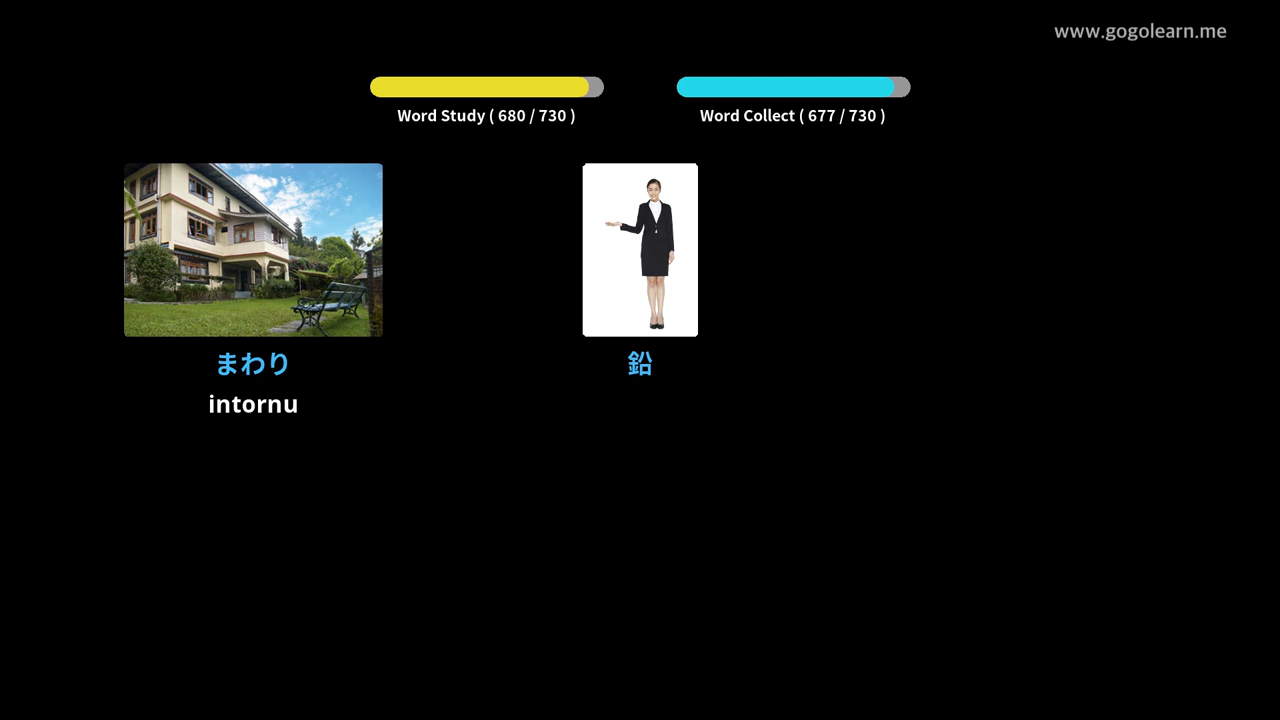 www.gogolearn.me
Word Study ( 680 / 730 )
Word Collect ( 677 / 730 )
まわり
鉛
intornu